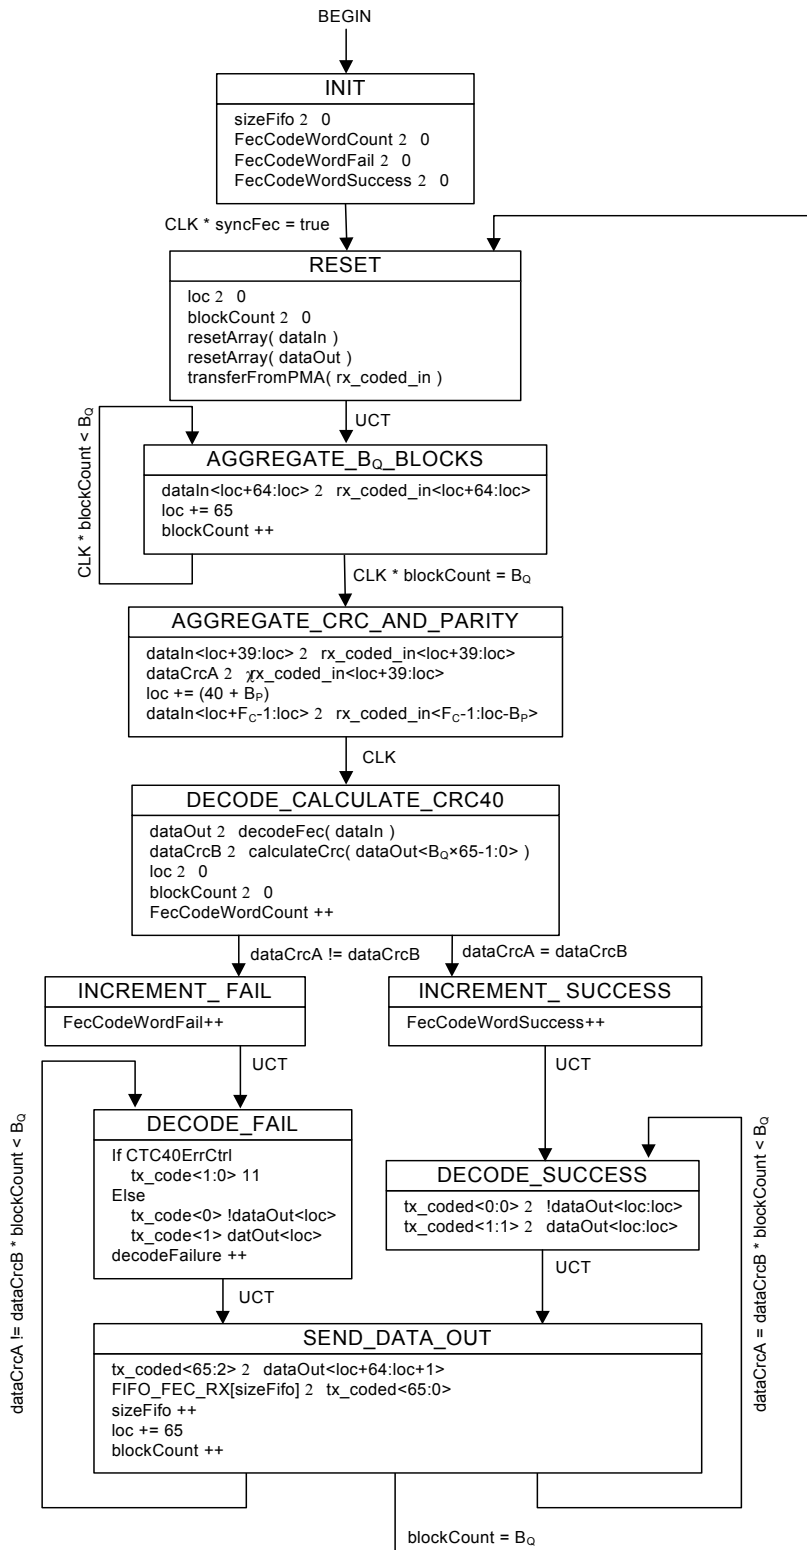 BEGIN
INIT
sizeFifo 2 0
FecCodeWordCount 2 0
FecCodeWordFail 2 0
FecCodeWordSuccess 2 0
CLK * syncFec = true
RESET
loc 2 0
blockCount 2 0
resetArray( dataIn )
resetArray( dataOut )
transferFromPMA( rx_coded_in )
UCT
CLK * blockCount < BQ
AGGREGATE_BQ_BLOCKS
dataIn<loc+64:loc> 2 rx_coded_in<loc+64:loc>
loc += 65
blockCount ++
CLK * blockCount = BQ
AGGREGATE_CRC_AND_PARITY
dataIn<loc+39:loc> 2 rx_coded_in<loc+39:loc>
dataCrcA 2 χrx_coded_in<loc+39:loc>
loc += (40 + BP)
dataIn<loc+FC-1:loc> 2 rx_coded_in<FC-1:loc-BP>
CLK
DECODE_CALCULATE_CRC40
dataOut 2 decodeFec( dataIn )
dataCrcB 2 calculateCrc( dataOut<BQ×65-1:0> )
loc 2 0
blockCount 2 0
FecCodeWordCount ++
dataCrcA != dataCrcB
dataCrcA = dataCrcB
INCREMENT_ FAIL
FecCodeWordFail++
INCREMENT_ SUCCESS
FecCodeWordSuccess++
UCT
UCT
dataCrcA != dataCrcB * blockCount < BQ
DECODE_FAIL
If CTC40ErrCtrl
tx_code<1:0> 11
Else
tx_code<0> !dataOut<loc>
tx_code<1> datOut<loc>
decodeFailure ++
DECODE_SUCCESS
tx_coded<0:0> 2 !dataOut<loc:loc>
tx_coded<1:1> 2 dataOut<loc:loc>
dataCrcA = dataCrcB * blockCount < BQ
UCT
UCT
SEND_DATA_OUT
tx_coded<65:2> 2 dataOut<loc+64:loc+1>
FIFO_FEC_RX[sizeFifo] 2 tx_coded<65:0>
sizeFifo ++
loc += 65
blockCount ++
blockCount = BQ